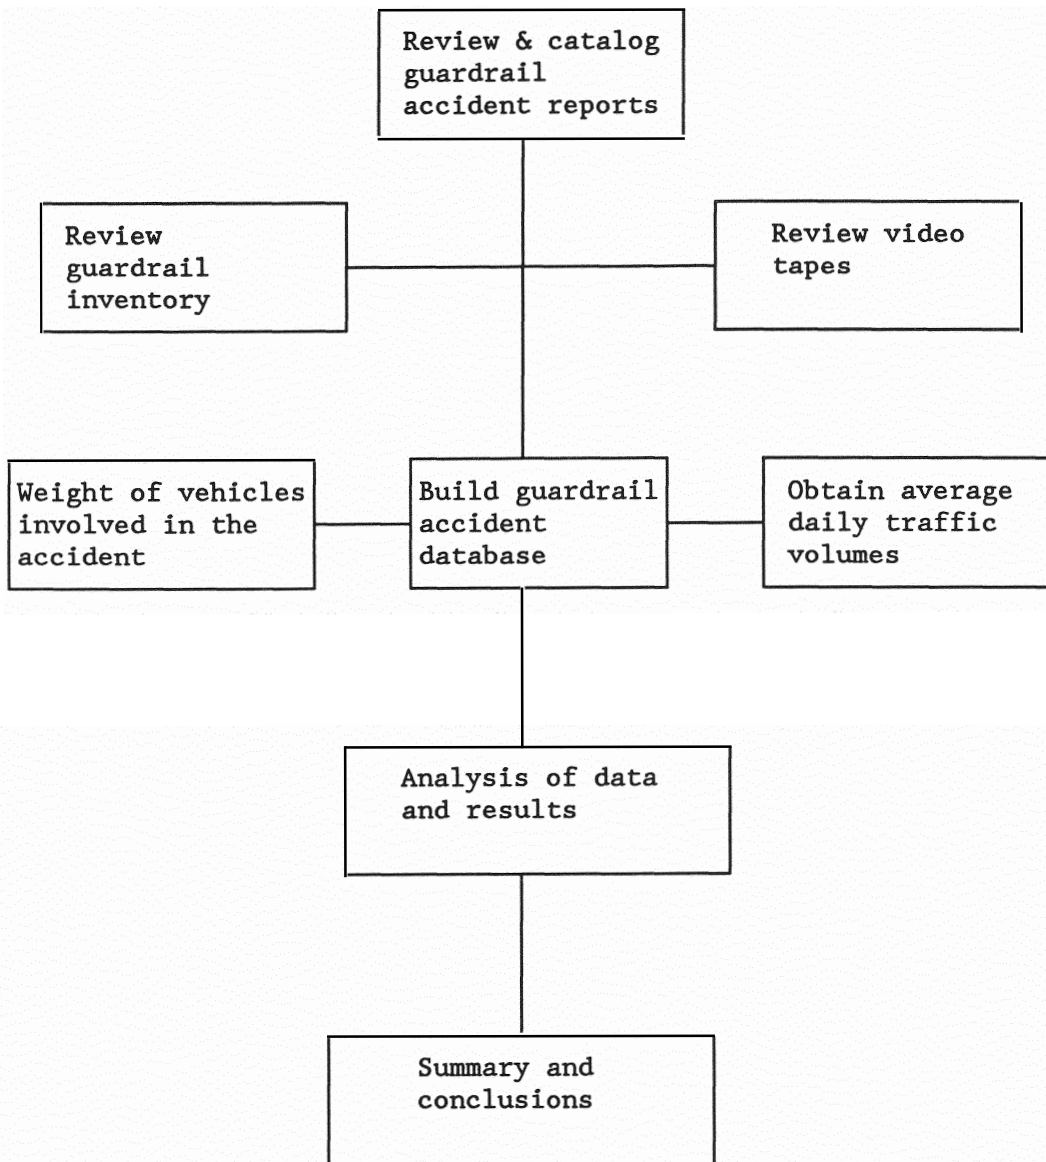 Review & catalog
guardrail
accident reports
Review
guardrail
inventory
Review video
tapes
Weight of vehicles
involved in the
accident
Build guardrail
accident
database
Obtain average
daily traffic
volumes
Analysis of data
and results
Summary and
conclusions